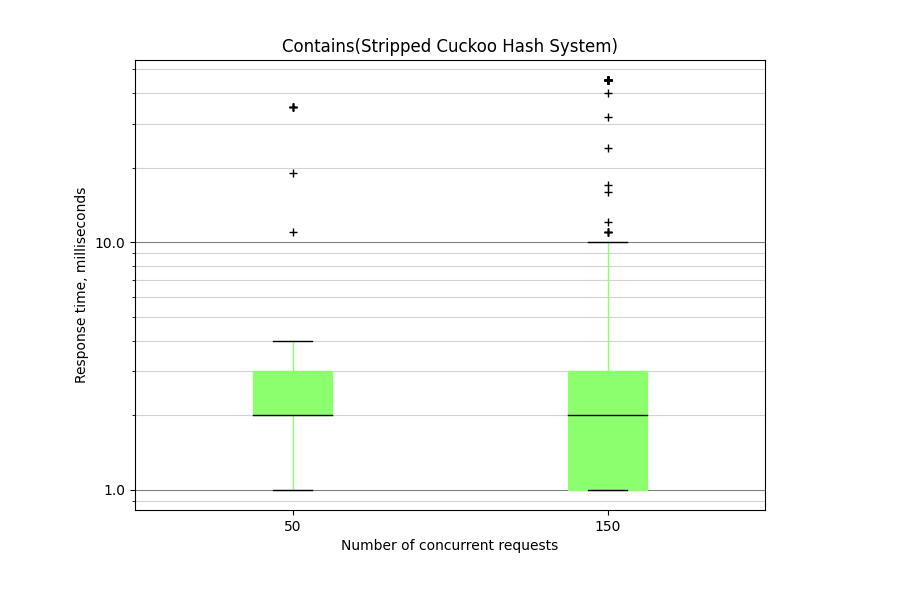 Contains(Stripped Cuckoo Hash System)
Response time, milliseconds
10.0
1.0
50
150
Number of concurrent requests